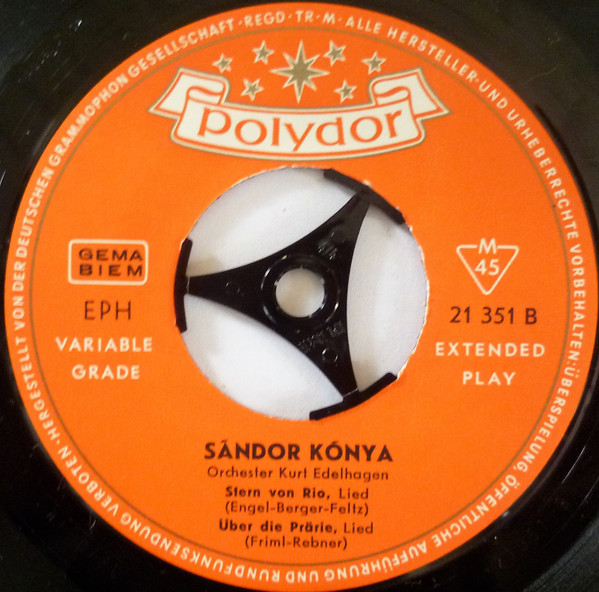 HERGESTELLT VON DER DEUTSCHEN GRAMMOPHON GESELLSCHAFT · REGD · TR · M · ALLE HERSTELLER- UND URHEBERRECHTE VORBEHALTEN · ÜBERSPIELUNG, ÖFFENTLICHE AUFFÜHRUNG UND RUNDFUNKSENDUNG VERBOTEN ·
Polydor
GEMA
BIEM
EPH
VARIABLE
GRADE
M
45
21 351 B
EXTENDED
PLAY
SÃNDOR KÓNYA
Orchester Kurt Edelhagen
Stern von Rio, Lied
(Engel-Berger-Feltz)
Über die Prärie, Lied
(Friml-Rebner)